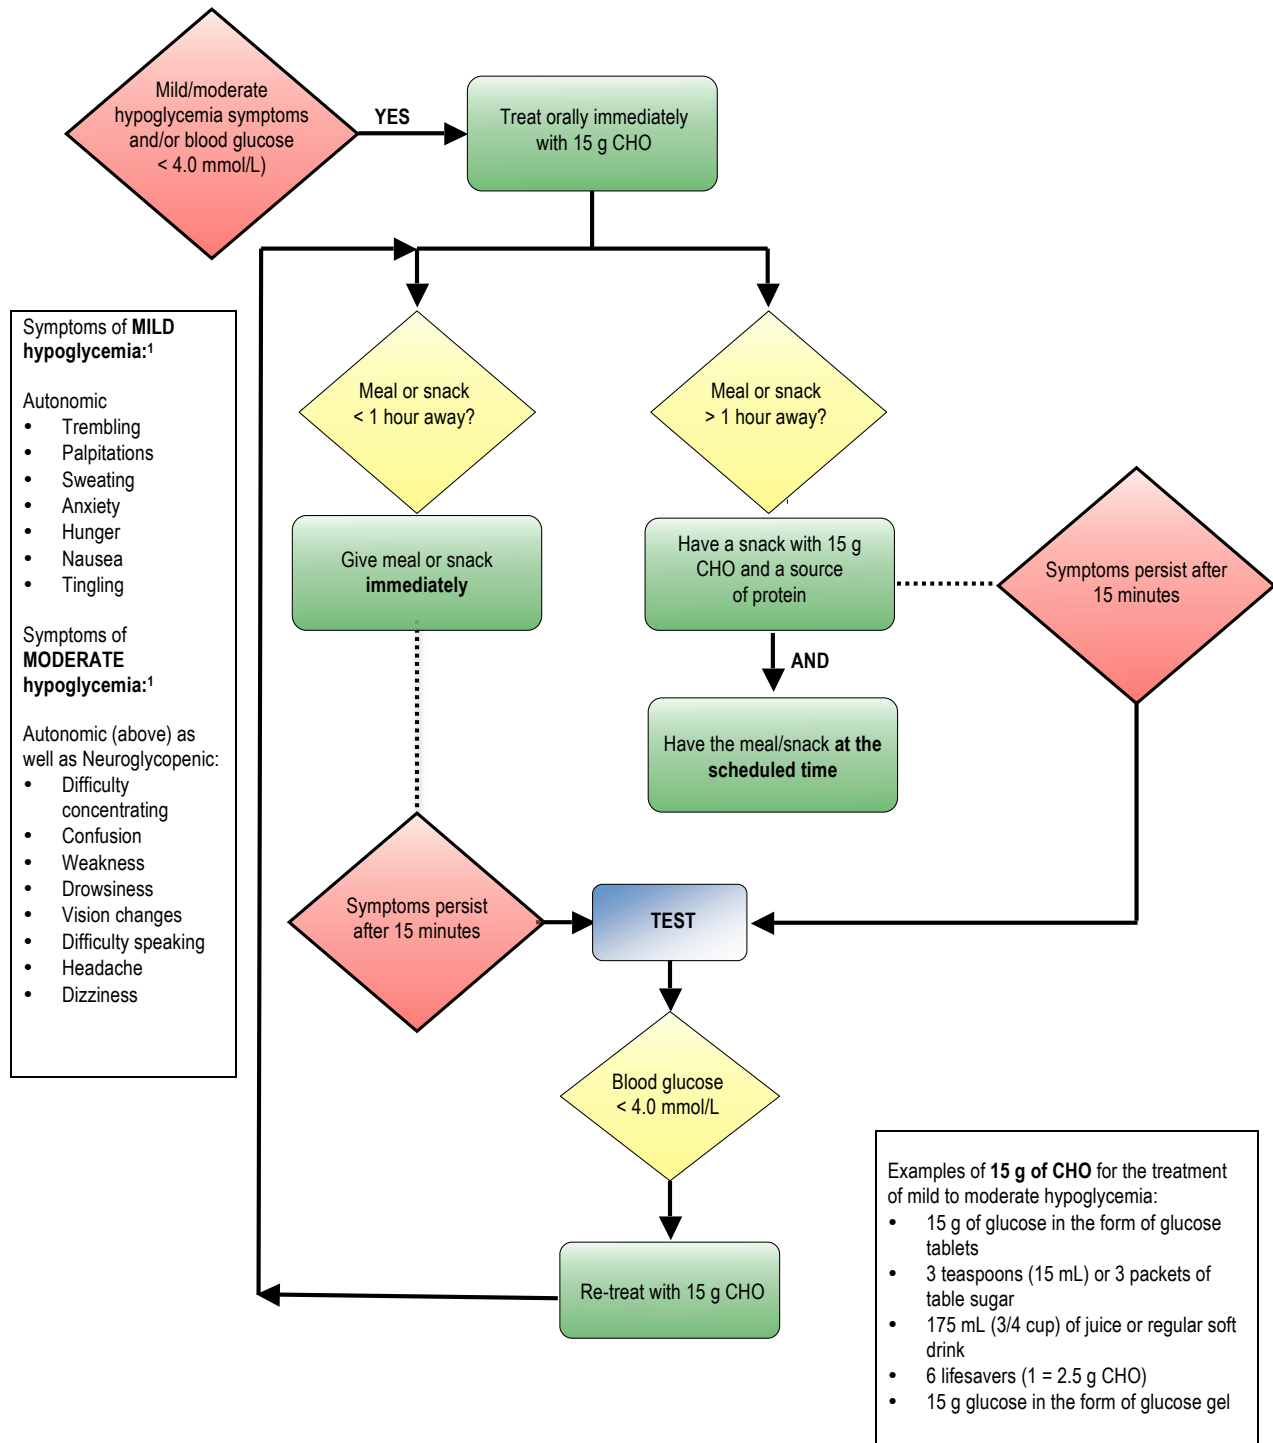 Mild/moderate
hypoglycemia symptoms
and/or blood glucose
< 4.0 mmol/L)
YES
Treat orally immediately
with 15 g CHO
Symptoms of MILD
hypoglycemia:¹
Autonomic
• Trembling
• Palpitations
• Sweating
• Anxiety
• Hunger
• Nausea
• Tingling
Symptoms of
MODERATE
hypoglycemia:¹
Autonomic (above) as
well as Neuroglycopenic:
• Difficulty
concentrating
• Confusion
• Weakness
• Drowsiness
• Vision changes
• Difficulty speaking
• Headache
• Dizziness
Meal or snack
< 1 hour away?
Meal or snack
> 1 hour away?
Give meal or snack
immediately
Have a snack with 15 g
CHO and a source
of protein
Symptoms persist after
15 minutes
AND
Have the meal/snack at the
scheduled time
Symptoms persist
after 15 minutes
TEST
Blood glucose
< 4.0 mmol/L
Re-treat with 15 g CHO
Examples of 15 g of CHO for the treatment
of mild to moderate hypoglycemia:
• 15 g of glucose in the form of glucose
tablets
• 3 teaspoons (15 mL) or 3 packets of
table sugar
• 175 mL (3/4 cup) of juice or regular soft
drink
• 6 lifesavers (1 = 2.5 g CHO)
• 15 g glucose in the form of glucose gel